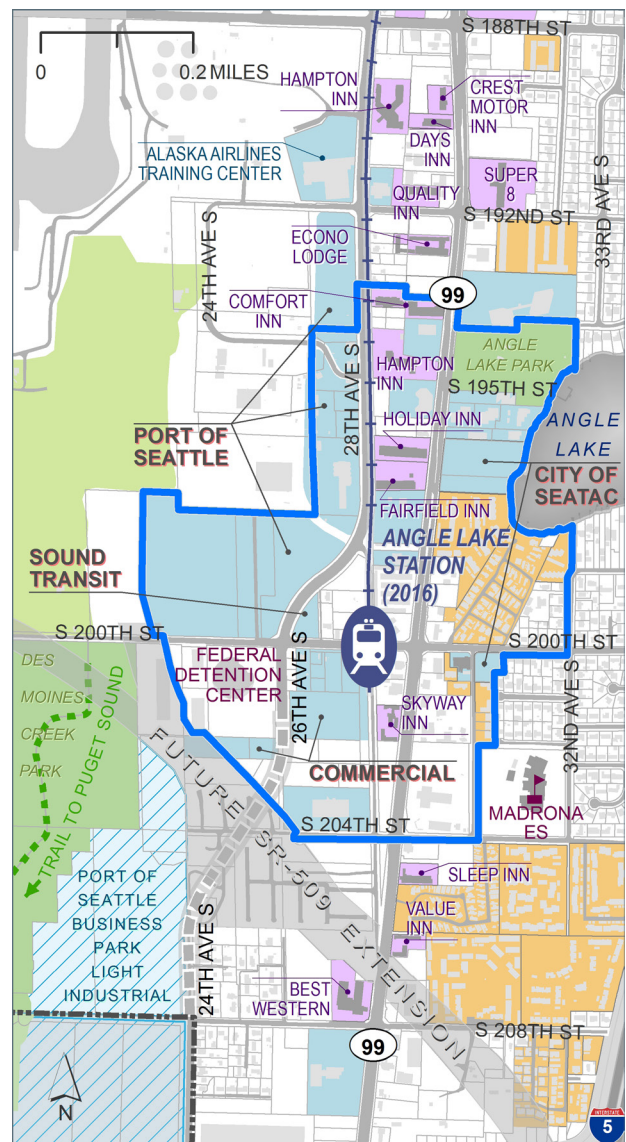 S 188TH ST
0
0.2 MILES
HAMPTON
INN
CREST
MOTOR
INN
DAYS
INN
ALASKA AIRLINES
TRAINING CENTER
SUPER
8
QUALITY
INN
33RD AVE S
S 192ND ST
ECONO
LODGE
24TH AVE S
99
COMFORT
INN
ANGLE
LAKE PARK
HAMPTON
INN
28TH AVE S
S 195TH ST
PORT OF
SEATTLE
HOLIDAY INN
ANGLE
LAKE
CITY OF
SEATAC
FAIRFIELD INN
ANGLE LAKE
STATION
(2016)
SOUND
TRANSIT
S 200TH ST
S 200TH ST
FEDERAL
DETENTION
CENTER
26TH AVE S
DES
MOINES
CREEK
PARK
TRAIL TO PUGET SOUND
SKYWAY
INN
32ND AVE S
COMMERCIAL
MADRONA
ES
S 204TH ST
FUTURE SR-509 EXTENSION
SLEEP INN
PORT OF
SEATTLE
BUSINESS
PARK
LIGHT
INDUSTRIAL
VALUE
INN
24TH AVE S
BEST
WESTERN
S 208TH ST
99
N
INTERSTATE
5